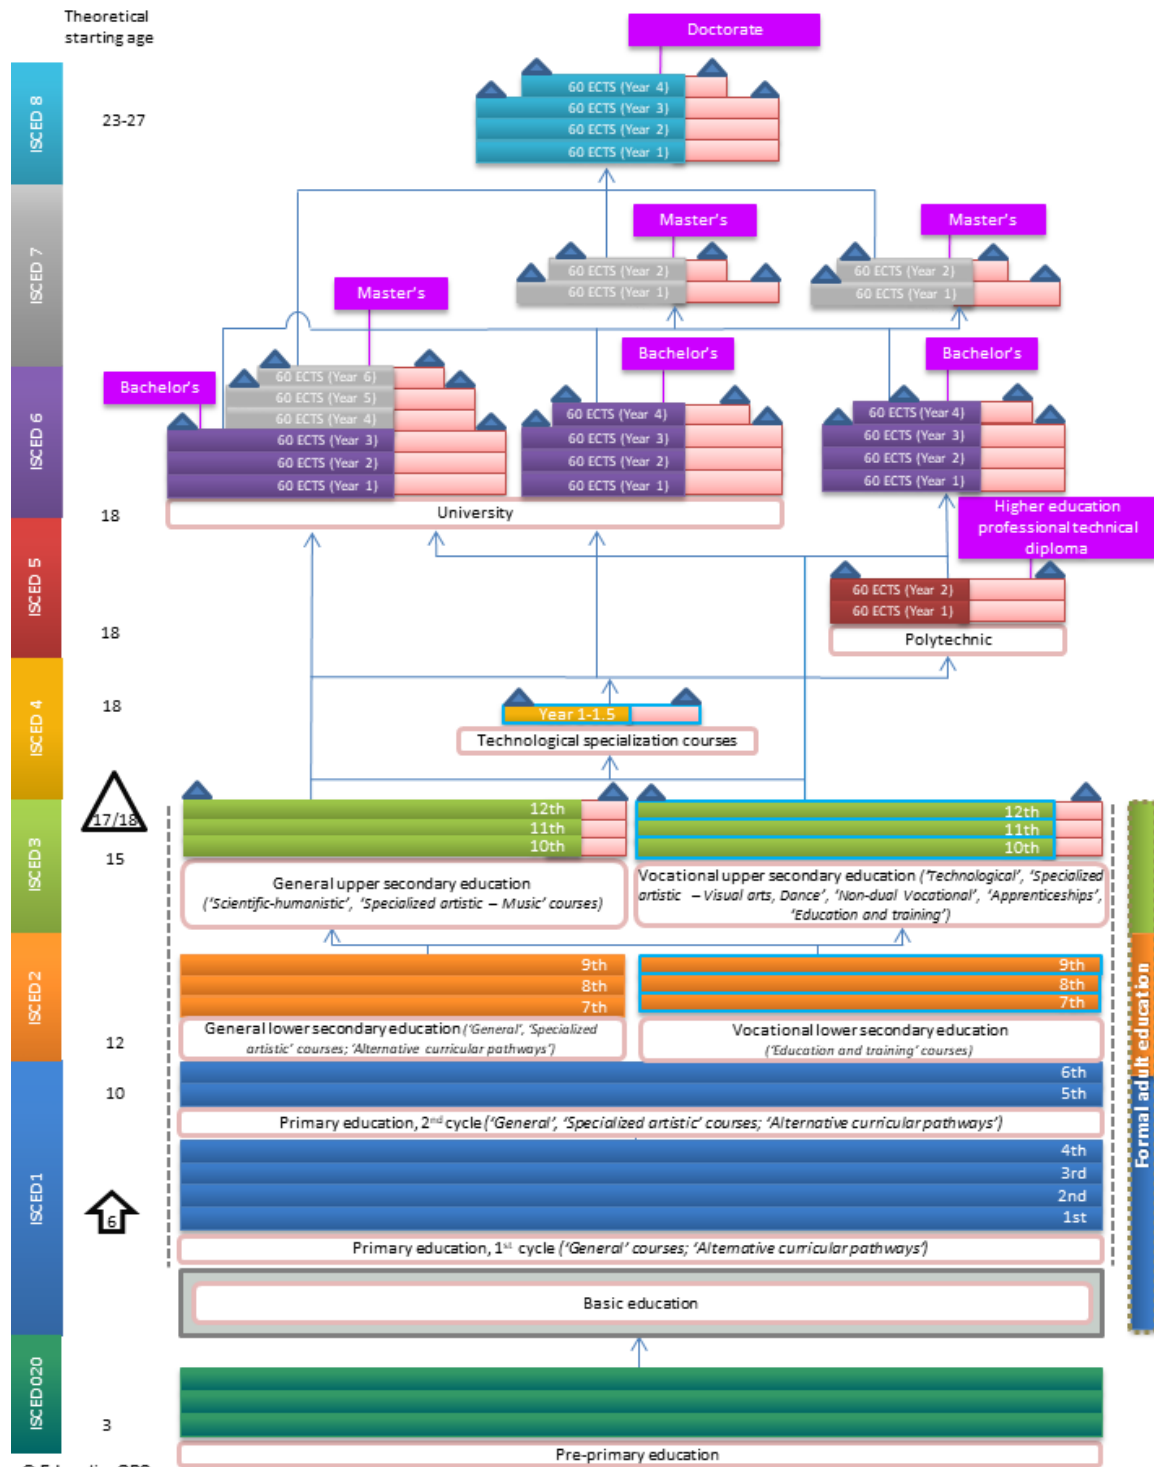 Theoretical
starting age
Doctorate
ISCED 8
23-27
60 ECTS (Year 4)
60 ECTS (Year 3)
60 ECTS (Year 2)
60 ECTS (Year 1)
ISCED 7
Master's
Master's
60 ECTS (Year 2)
60 ECTS (Year 1)
60 ECTS (Year 2)
60 ECTS (Year 1)
Master's
ISCED 6
Bachelor's
Bachelor's
Bachelor's
60 ECTS (Year 6)
60 ECTS (Year 5)
60 ECTS (Year 4)
60 ECTS (Year 3)
60 ECTS (Year 2)
60 ECTS (Year 1)
60 ECTS (Year 4)
60 ECTS (Year 3)
60 ECTS (Year 2)
60 ECTS (Year 1)
60 ECTS (Year 4)
60 ECTS (Year 3)
60 ECTS (Year 2)
60 ECTS (Year 1)
18
University
Higher education
professional technical
diploma
ISCED 5
60 ECTS (Year 2)
60 ECTS (Year 1)
18
Polytechnic
ISCED 4
18
Year 1-1.5
Technological specialization courses
ISCED3
17/18
12th
11th
10th
12th
11th
10th
15
General upper secondary education
('Scientific-humanistic', 'Specialized artistic – Music' courses)
Vocational upper secondary education ('Technological', 'Specialized
artistic – Visual arts, Dance', 'Non-dual Vocational', 'Apprenticeships',
'Education and training')
ISCED2
9th
8th
7th
9th
8th
7th
12
General lower secondary education ('General', 'Specialized
artistic' courses; 'Alternative curricular pathways')
Vocational lower secondary education
('Education and training' courses)
Formal adult education
ISCED1
10
6th
5th
Primary education, 2nd cycle ('General', 'Specialized artistic' courses; 'Alternative curricular pathways')
4th
3rd
2nd
1st
6
Primary education, 1st cycle ('General' courses; 'Alternative curricular pathways')
Basic education
ISCED020
3
Pre-primary education